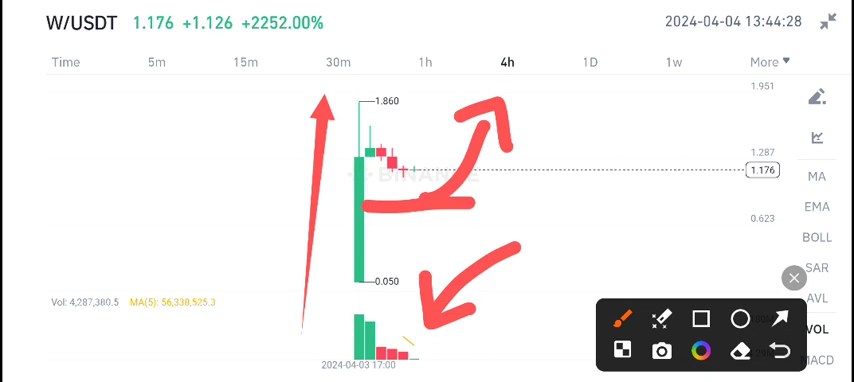 W/USDT 1.176 +1.126 +2252.00% 2024-04-04 13:44:28
Time 5m 15m 30m 1h 4h 1D 1w More
1.951
1.860
1.287
BINANCE
1.176
MA
EMA
0.623
BOLL
SAR
0.050
AVL
Vol: 4,287,380.5 MA(5): 56,338,525.3
VOL
MACD
2024-04-03 17:00